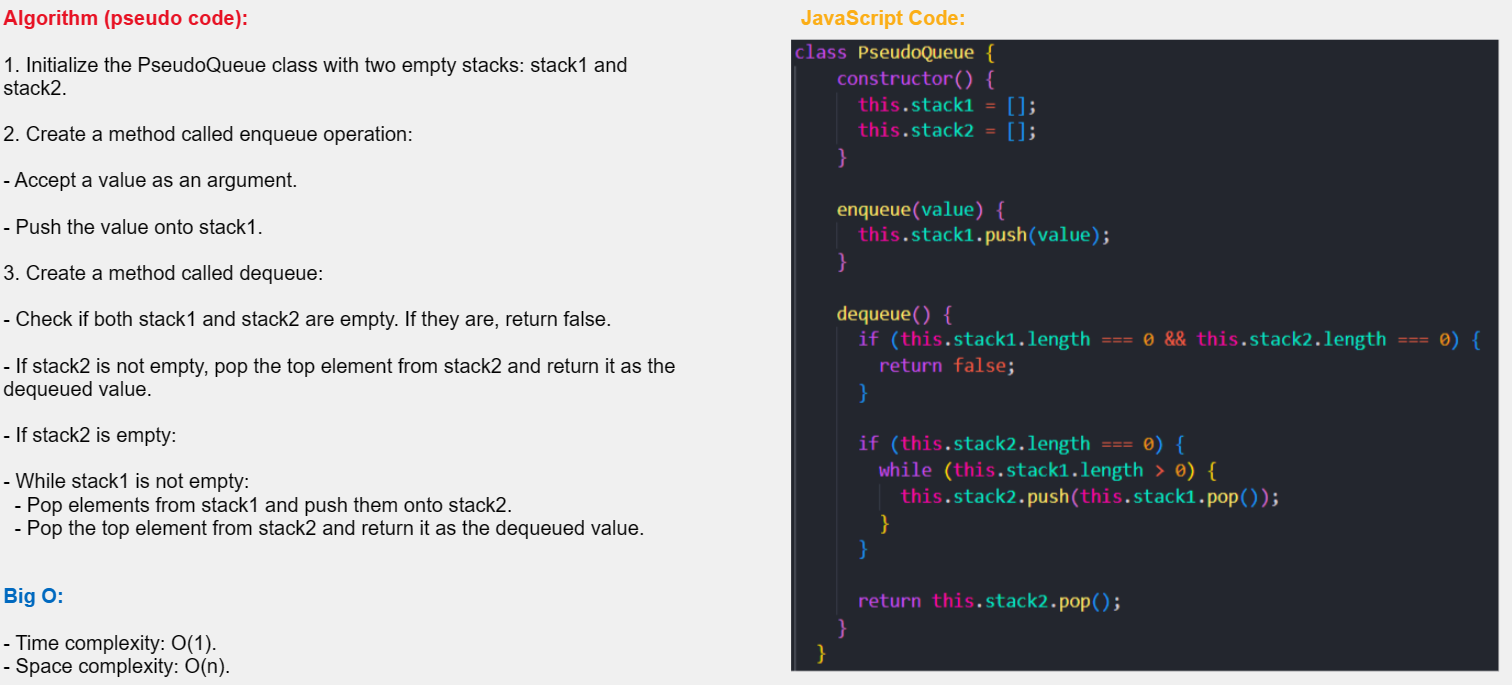 Algorithm (pseudo code):
1. Initialize the PseudoQueue class with two empty stacks: stack1 and
stack2.
2. Create a method called enqueue operation:
- Accept a value as an argument.
- Push the value onto stack1.
3. Create a method called dequeue:
- Check if both stack1 and stack2 are empty. If they are, return false.
- If stack2 is not empty, pop the top element from stack2 and return it as the
dequeued value.
- If stack2 is empty:
- While stack1 is not empty:
- Pop elements from stack1 and push them onto stack2.
- Pop the top element from stack2 and return it as the dequeued value.
Big O:
- Time complexity: O(1).
- Space complexity: O(n).
JavaScript Code:
class PseudoQueue {
constructor() {
this.stack1 = [];
this.stack2 = [];
}
enqueue(value) {
this.stack1.push(value);
}
dequeue() {
if (this.stack1.length === 0 && this.stack2.length === 0) {
return false;
}
if (this.stack2.length === 0) {
while (this.stack1.length > 0) {
this.stack2.push(this.stack1.pop());
}
}
return this.stack2.pop();
}
}